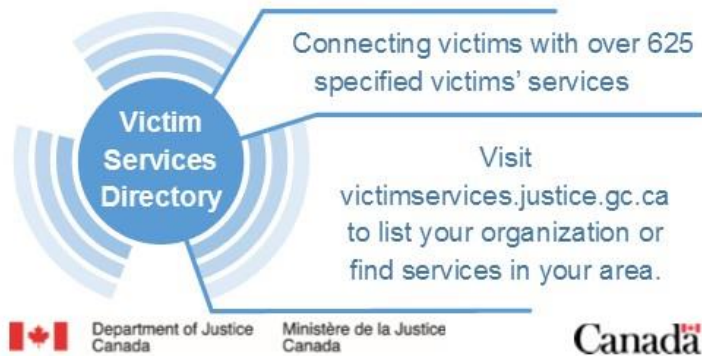 Connecting victims with over 625
specified victims' services
Victim
Services
Directory
Visit
victimservices.justice.gc.ca
to list your organization or
find services in your area.
Department of Justice
Canada
Ministère de la Justice
Canada
Canada